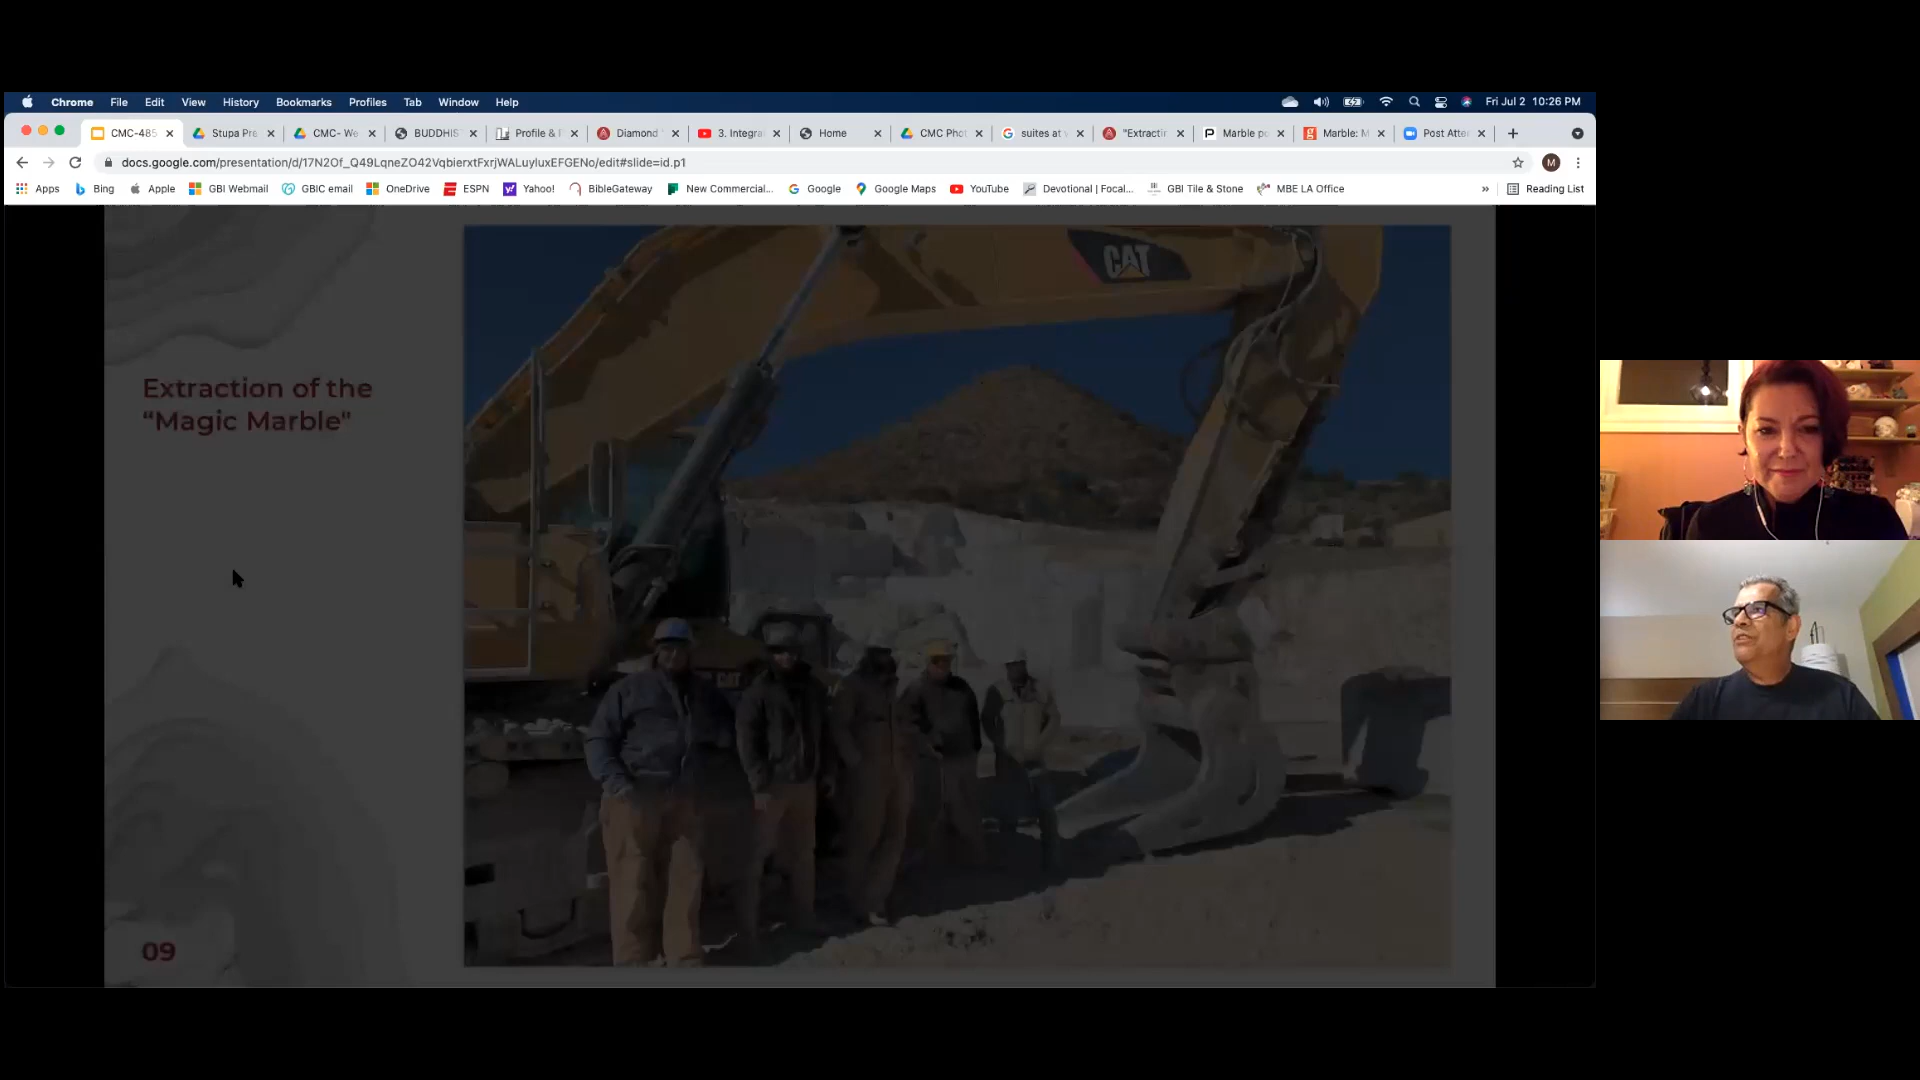 Chrome File Edit View History Bookmarks Profiles Tab Window Help Fri Jul 2 10:26 PM
CMC-485 Stupa Pre CMC- We BUDDHIS Profile & Diamond 3. Integra Home CMC Pho suites at "Extractin Marble po Marble: M Post Atte
docs.google.com/presentation/d/17N2Of_Q49LqneZO42VqbierxtFxrjWALuyluxEFGENo/edit#slide=id.p1 M
Apps Bing Apple GBI Webmail GBIC email OneDrive ESPN Yahoo! BibleGateway New Commercial... Google Google Maps YouTube Devotional | Focal... GBI Tile & Stone MBE LA Office » Reading List
CAT
Extraction of the
“Magic Marble"
CAT
09